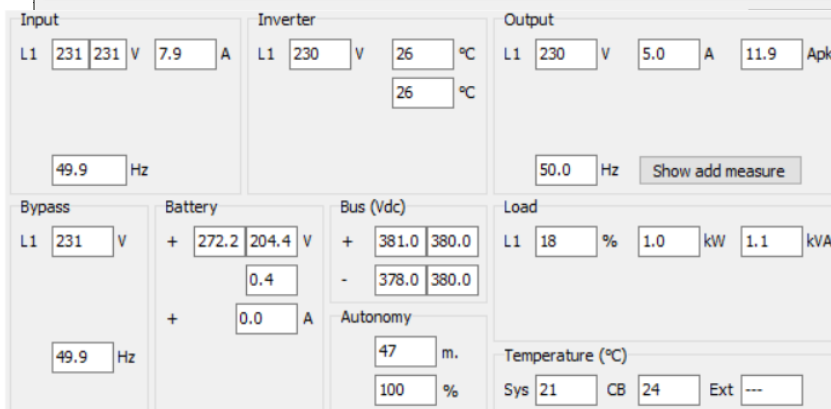 Input Inverter Output
L1 231 231 V 7.9 A L1 230 V 26 ºC L1 230 V 5.0 A 11.9 Apk
26 ºC
49.9 Hz 50.0 Hz Show add measure
Bypass Battery Bus (Vdc) Load
L1 231 V + 272.2 204.4 V + 381.0 380.0 L1 18 % 1.0 kW 1.1 kVA
0.4 - 378.0 380.0
+ 0.0 A Autonomy
49.9 Hz 47 m. Temperature (ºC)
100 % Sys 21 CB 24 Ext ---